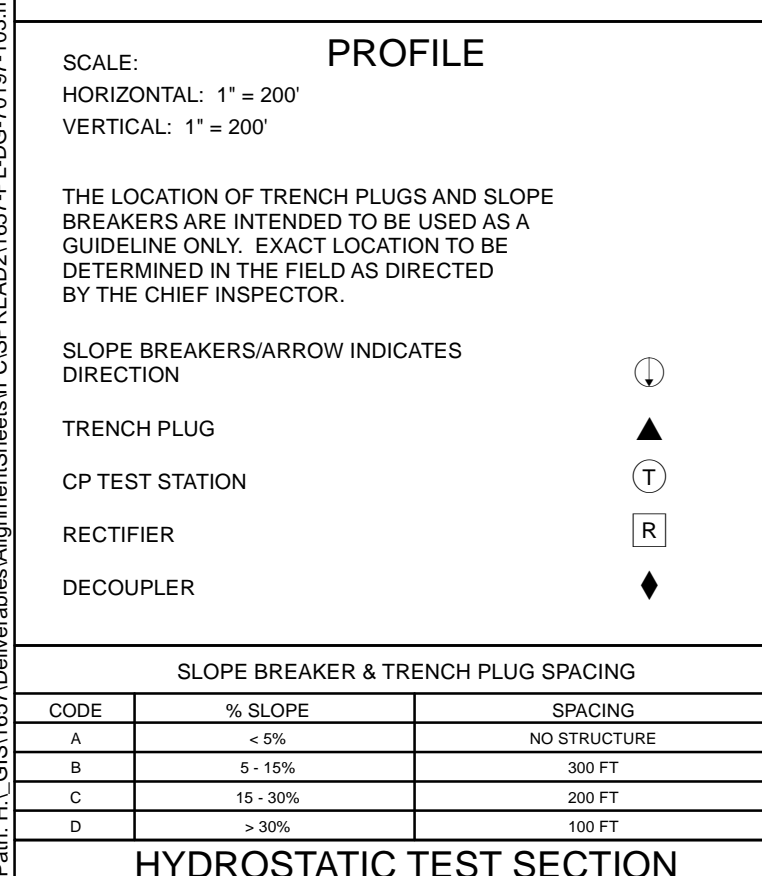 PROFILE
SCALE:
HORIZONTAL: 1" = 200'
VERTICAL: 1" = 200'
THE LOCATION OF TRENCH PLUGS AND SLOPE
BREAKERS ARE INTENDED TO BE USED AS A
GUIDELINE ONLY. EXACT LOCATION TO BE
DETERMINED IN THE FIELD AS DIRECTED
BY THE CHIEF INSPECTOR.
SLOPE BREAKERS/ARROW INDICATES
DIRECTION
TRENCH PLUG
CP TEST STATION T
RECTIFIER R
DECOUPLER
SLOPE BREAKER & TRENCH PLUG SPACING
CODE % SLOPE SPACING
A < 5% NO STRUCTURE
B 5 - 15% 300 FT
C 15 - 30% 200 FT
D > 30% 100 FT
HYDROSTATIC TEST SECTION